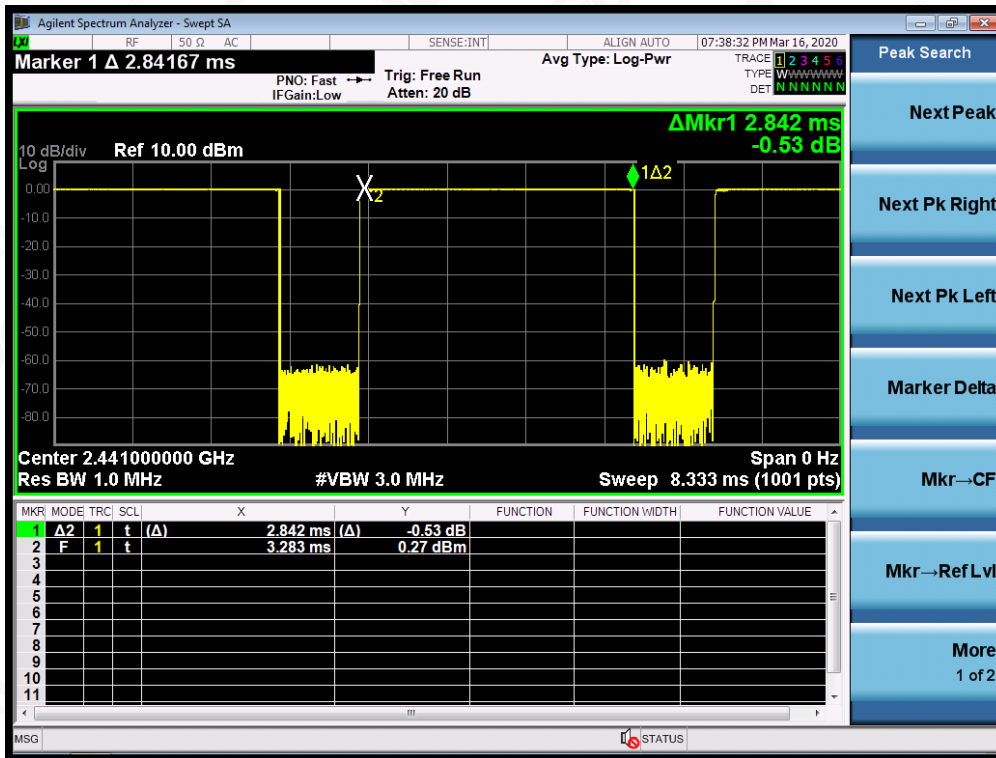 Agilent Spectrum Analyzer - Swept SA
LXI RF 50 Ω AC SENSE:INT ALIGN AUTO 07:38:32 PM Mar 16, 2020
Marker 1 Δ 2.84167 ms
PNO: Fast Trig: Free Run Avg Type: Log-Pwr TRACE 1 2 3 4 5 6
IFGain:Low Atten: 20 dB TYPE WWWWWW
DET N N N N N N
Peak Search
Next Peak
Next Pk Right
Next Pk Left
Marker Delta
Mkr→CF
Mkr→Ref Lvl
More
1 of 2
ΔMkr1 2.842 ms
-0.53 dB
10 dB/div Ref 10.00 dBm
Log
0.00
-10.0
-20.0
-30.0
-40.0
-50.0
-60.0
-70.0
-80.0
X2
1Δ2
Center 2.441000000 GHz Span 0 Hz
Res BW 1.0 MHz #VBW 3.0 MHz Sweep 8.333 ms (1001 pts)
MKR MODE TRC SCL X Y FUNCTION FUNCTION WIDTH FUNCTION VALUE
1 Δ2 1 t (Δ) 2.842 ms (Δ) -0.53 dB
2 F 1 t 3.283 ms 0.27 dBm
3
4
5
6
7
8
9
10
11
MSG STATUS